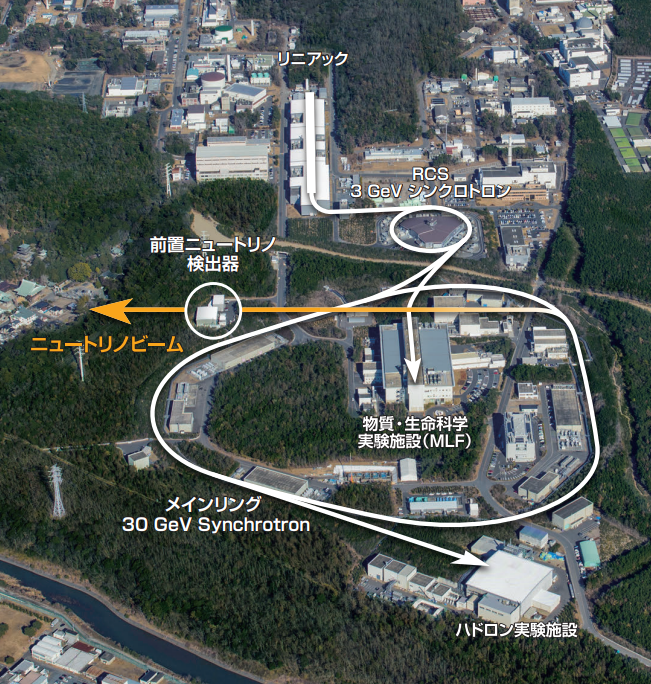 リニアック
RCS
3 GeV シンクロトロン
前置ニュートリノ
検出器
ニュートリノビーム
物質・生命科学
実験施設(MLF)
メインリング
30 GeV Synchrotron
ハドロン実験施設